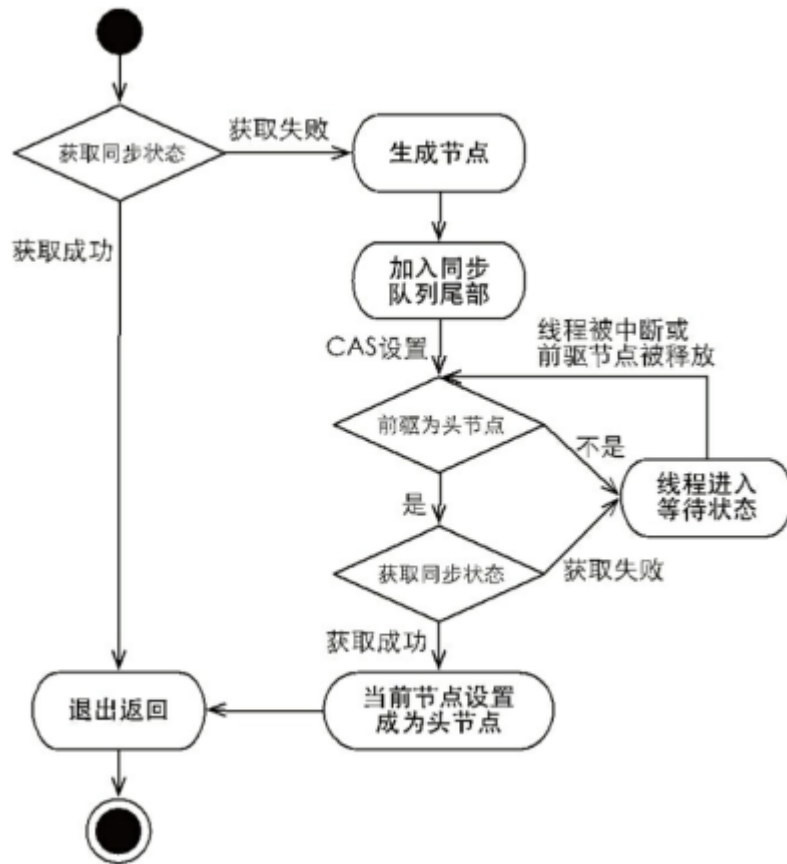 获取同步状态
获取失败
生成节点
获取成功
加入同步
队列尾部
CAS设置
线程被中断或
前驱节点被释放
前驱为头节点
不是
线程进入
等待状态
是
获取同步状态
获取失败
获取成功
退出返回
当前节点设置
成为头节点